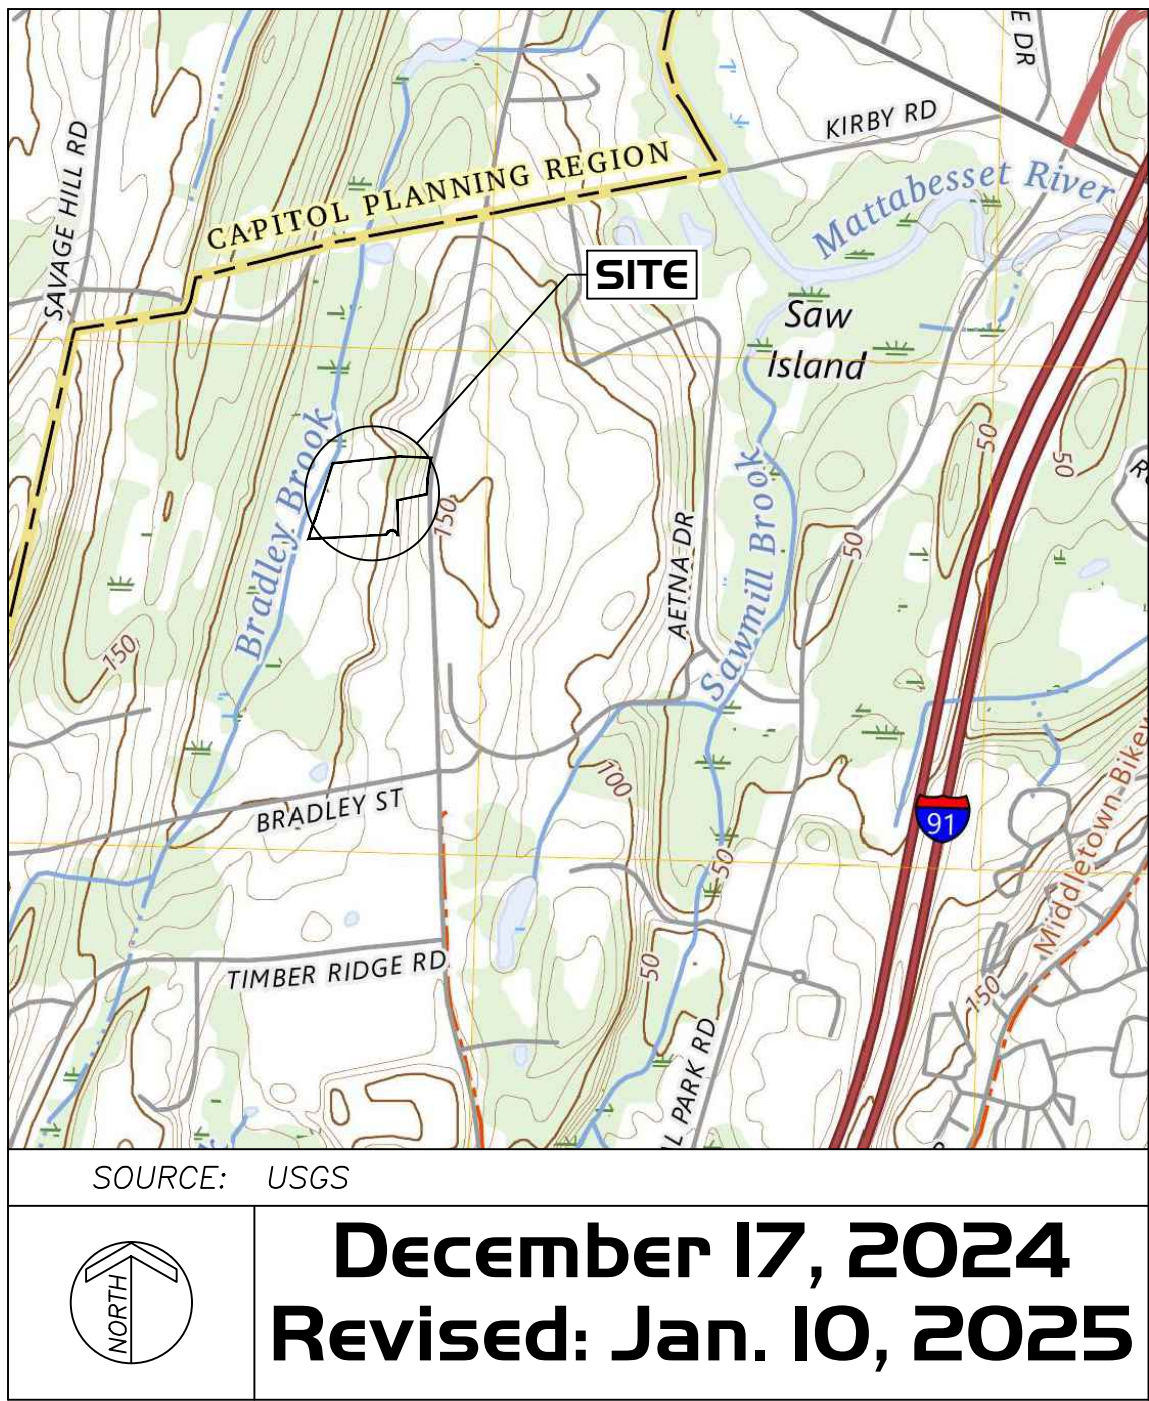 E DR
SAVAGE HILL RD
KIRBY RD
CAPITOL PLANNING REGION
Mattabesset River
SITE
Saw
Island
Bradley Brook
50
50
150
50
AETNA DR
Sawmill Brook
150
100
BRADLEY ST
91
50
Middletown Bikew
TIMBER RIDGE RD
50
150
L PARK RD
SOURCE: USGS
NORTH
December 17, 2024
Revised: Jan. 10, 2025